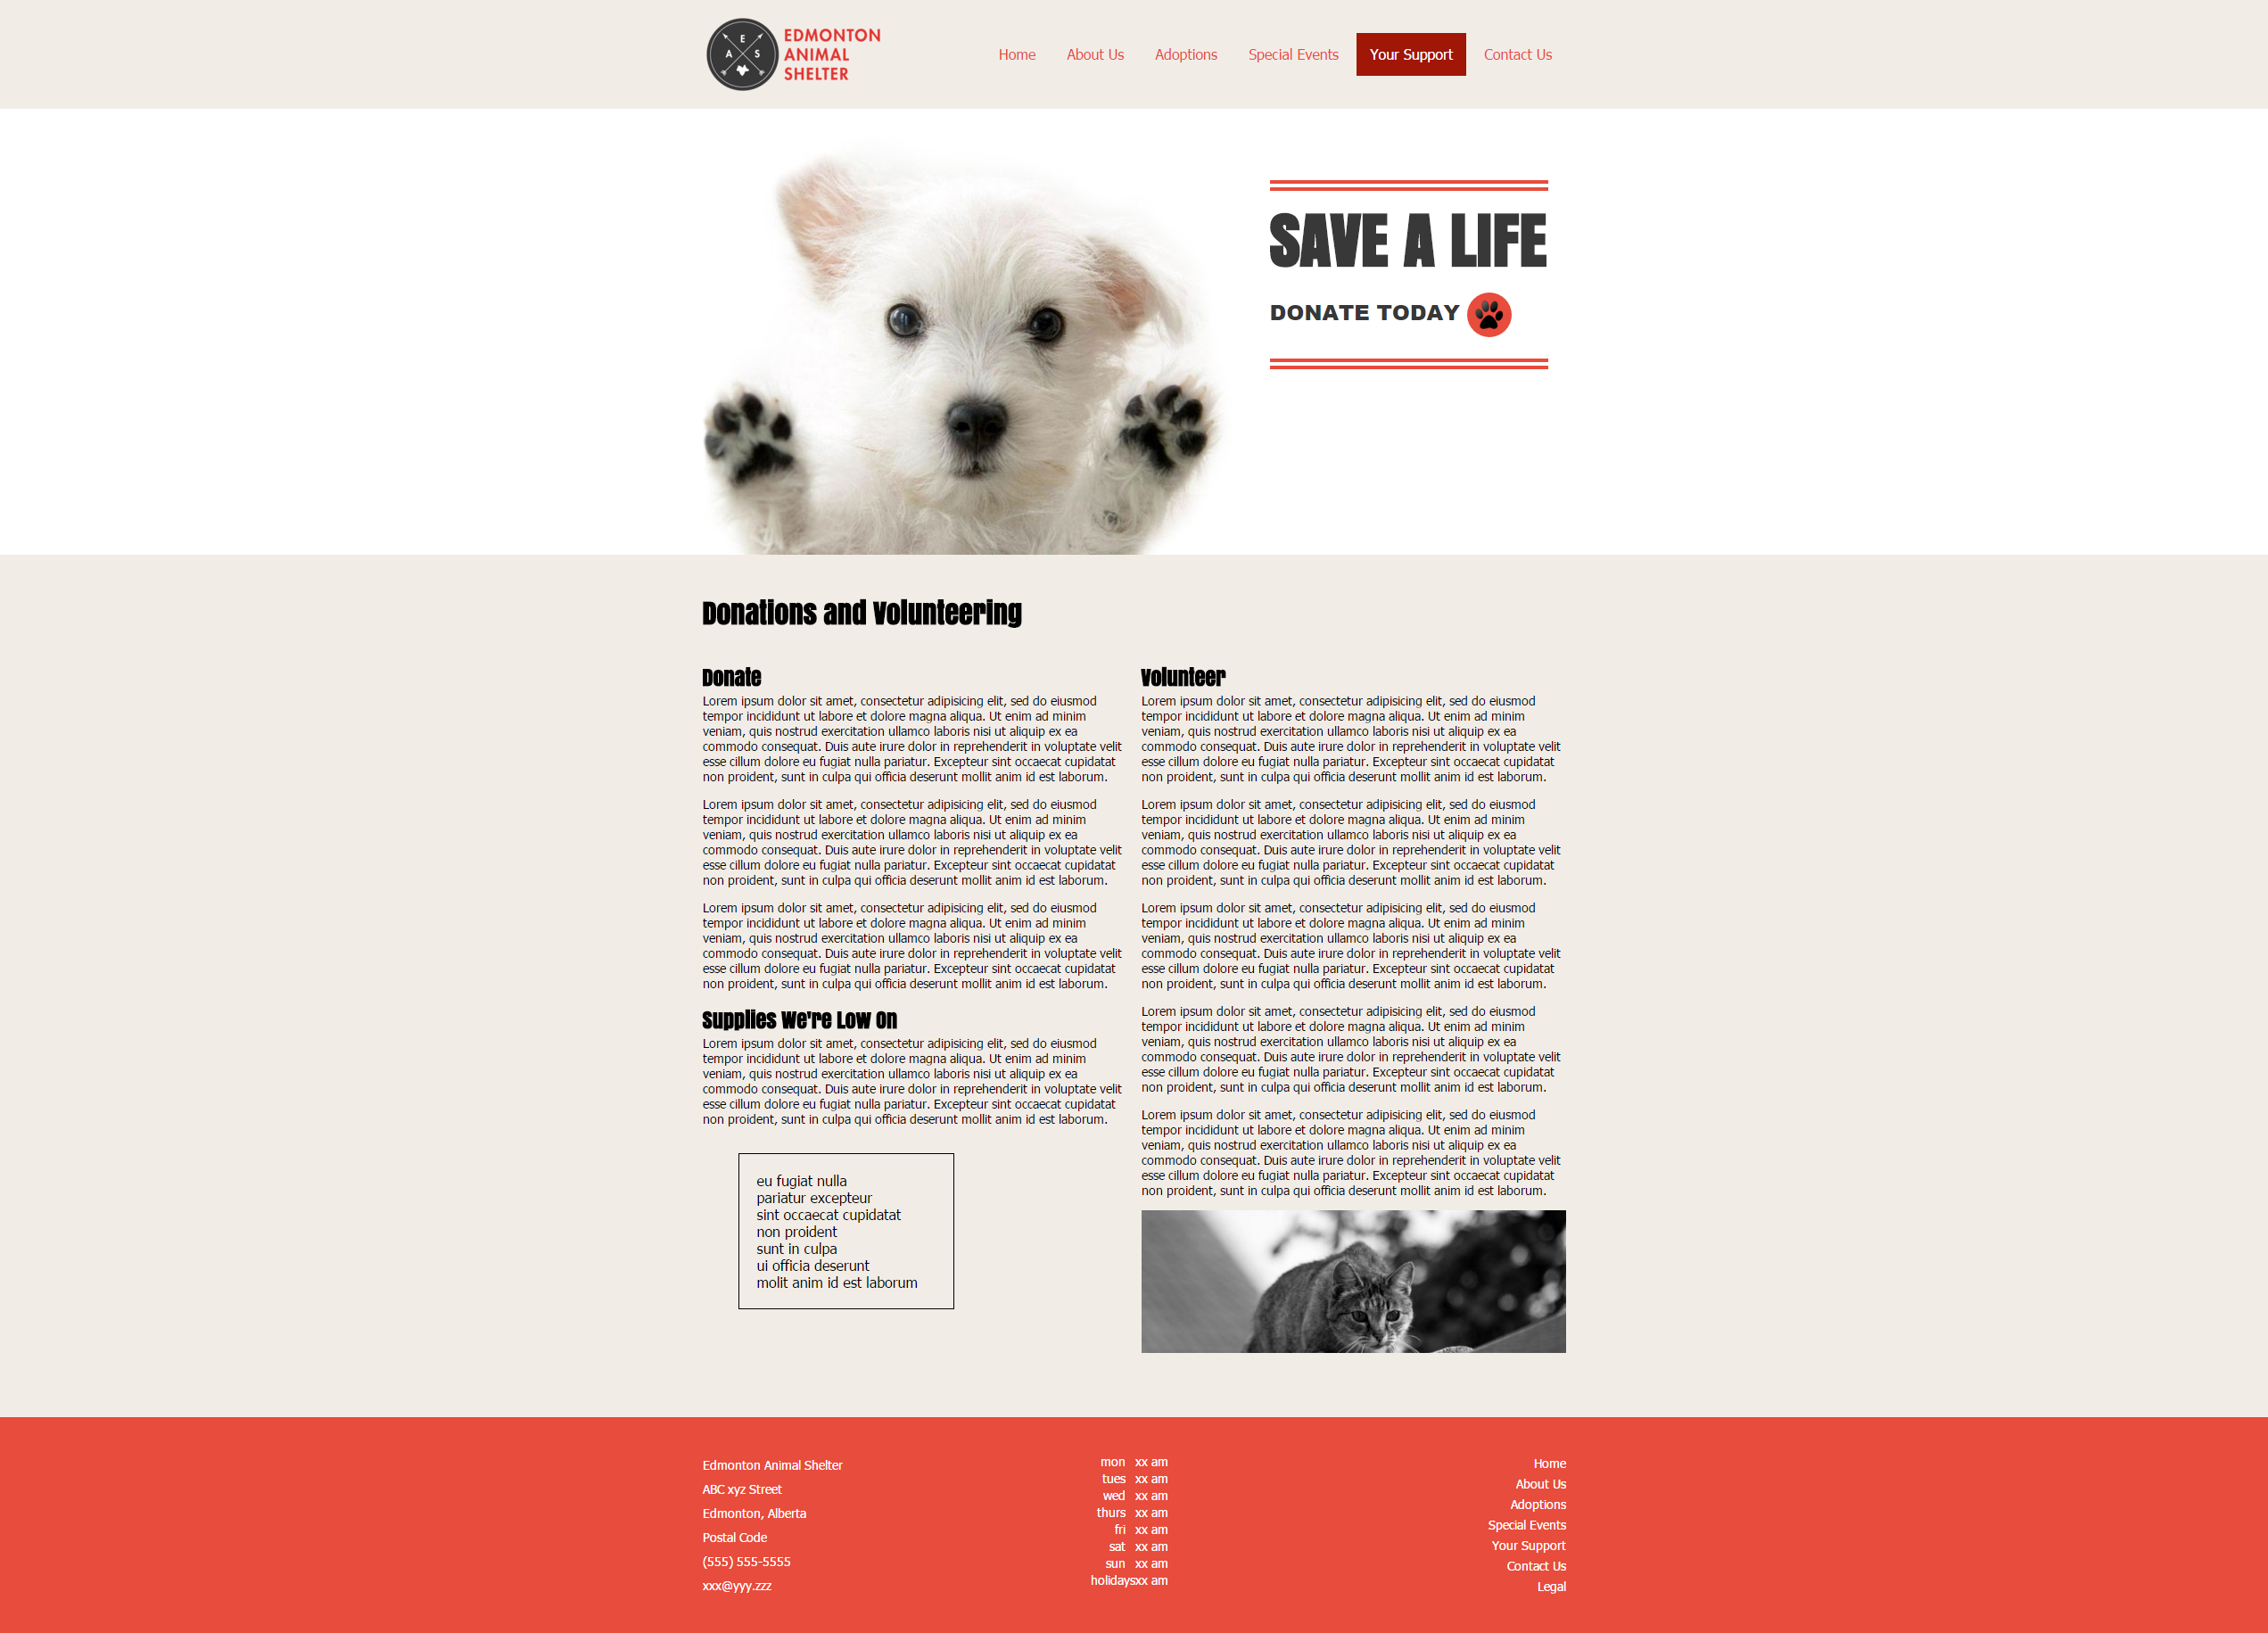 E
A S
EDMONTON
ANIMAL
SHELTER
Home About Us Adoptions Special Events Your Support Contact Us
SAVE A LIFE
DONATE TODAY
Donations and Volunteering
Donate
Lorem ipsum dolor sit amet, consectetur adipisicing elit, sed do eiusmod
tempor incididunt ut labore et dolore magna aliqua. Ut enim ad minim
veniam, quis nostrud exercitation ullamco laboris nisi ut aliquip ex ea
commodo consequat. Duis aute irure dolor in reprehenderit in voluptate velit
esse cillum dolore eu fugiat nulla pariatur. Excepteur sint occaecat cupidatat
non proident, sunt in culpa qui officia deserunt mollit anim id est laborum.
Lorem ipsum dolor sit amet, consectetur adipisicing elit, sed do eiusmod
tempor incididunt ut labore et dolore magna aliqua. Ut enim ad minim
veniam, quis nostrud exercitation ullamco laboris nisi ut aliquip ex ea
commodo consequat. Duis aute irure dolor in reprehenderit in voluptate velit
esse cillum dolore eu fugiat nulla pariatur. Excepteur sint occaecat cupidatat
non proident, sunt in culpa qui officia deserunt mollit anim id est laborum.
Lorem ipsum dolor sit amet, consectetur adipisicing elit, sed do eiusmod
tempor incididunt ut labore et dolore magna aliqua. Ut enim ad minim
veniam, quis nostrud exercitation ullamco laboris nisi ut aliquip ex ea
commodo consequat. Duis aute irure dolor in reprehenderit in voluptate velit
esse cillum dolore eu fugiat nulla pariatur. Excepteur sint occaecat cupidatat
non proident, sunt in culpa qui officia deserunt mollit anim id est laborum.
Supplies We're Low On
Lorem ipsum dolor sit amet, consectetur adipisicing elit, sed do eiusmod
tempor incididunt ut labore et dolore magna aliqua. Ut enim ad minim
veniam, quis nostrud exercitation ullamco laboris nisi ut aliquip ex ea
commodo consequat. Duis aute irure dolor in reprehenderit in voluptate velit
esse cillum dolore eu fugiat nulla pariatur. Excepteur sint occaecat cupidatat
non proident, sunt in culpa qui officia deserunt mollit anim id est laborum.
eu fugiat nulla
pariatur excepteur
sint occaecat cupidatat
non proident
sunt in culpa
ui officia deserunt
molit anim id est laborum
Volunteer
Lorem ipsum dolor sit amet, consectetur adipisicing elit, sed do eiusmod
tempor incididunt ut labore et dolore magna aliqua. Ut enim ad minim
veniam, quis nostrud exercitation ullamco laboris nisi ut aliquip ex ea
commodo consequat. Duis aute irure dolor in reprehenderit in voluptate velit
esse cillum dolore eu fugiat nulla pariatur. Excepteur sint occaecat cupidatat
non proident, sunt in culpa qui officia deserunt mollit anim id est laborum.
Lorem ipsum dolor sit amet, consectetur adipisicing elit, sed do eiusmod
tempor incididunt ut labore et dolore magna aliqua. Ut enim ad minim
veniam, quis nostrud exercitation ullamco laboris nisi ut aliquip ex ea
commodo consequat. Duis aute irure dolor in reprehenderit in voluptate velit
esse cillum dolore eu fugiat nulla pariatur. Excepteur sint occaecat cupidatat
non proident, sunt in culpa qui officia deserunt mollit anim id est laborum.
Lorem ipsum dolor sit amet, consectetur adipisicing elit, sed do eiusmod
tempor incididunt ut labore et dolore magna aliqua. Ut enim ad minim
veniam, quis nostrud exercitation ullamco laboris nisi ut aliquip ex ea
commodo consequat. Duis aute irure dolor in reprehenderit in voluptate velit
esse cillum dolore eu fugiat nulla pariatur. Excepteur sint occaecat cupidatat
non proident, sunt in culpa qui officia deserunt mollit anim id est laborum.
Lorem ipsum dolor sit amet, consectetur adipisicing elit, sed do eiusmod
tempor incididunt ut labore et dolore magna aliqua. Ut enim ad minim
veniam, quis nostrud exercitation ullamco laboris nisi ut aliquip ex ea
commodo consequat. Duis aute irure dolor in reprehenderit in voluptate velit
esse cillum dolore eu fugiat nulla pariatur. Excepteur sint occaecat cupidatat
non proident, sunt in culpa qui officia deserunt mollit anim id est laborum.
Lorem ipsum dolor sit amet, consectetur adipisicing elit, sed do eiusmod
tempor incididunt ut labore et dolore magna aliqua. Ut enim ad minim
veniam, quis nostrud exercitation ullamco laboris nisi ut aliquip ex ea
commodo consequat. Duis aute irure dolor in reprehenderit in voluptate velit
esse cillum dolore eu fugiat nulla pariatur. Excepteur sint occaecat cupidatat
non proident, sunt in culpa qui officia deserunt mollit anim id est laborum.
Edmonton Animal Shelter
ABC xyz Street
Edmonton, Alberta
Postal Code
(555) 555-5555
xxx@yyy.zzz
mon xx am
tues xx am
wed xx am
thurs xx am
fri xx am
sat xx am
sun xx am
holidaysxx am
Home
About Us
Adoptions
Special Events
Your Support
Contact Us
Legal